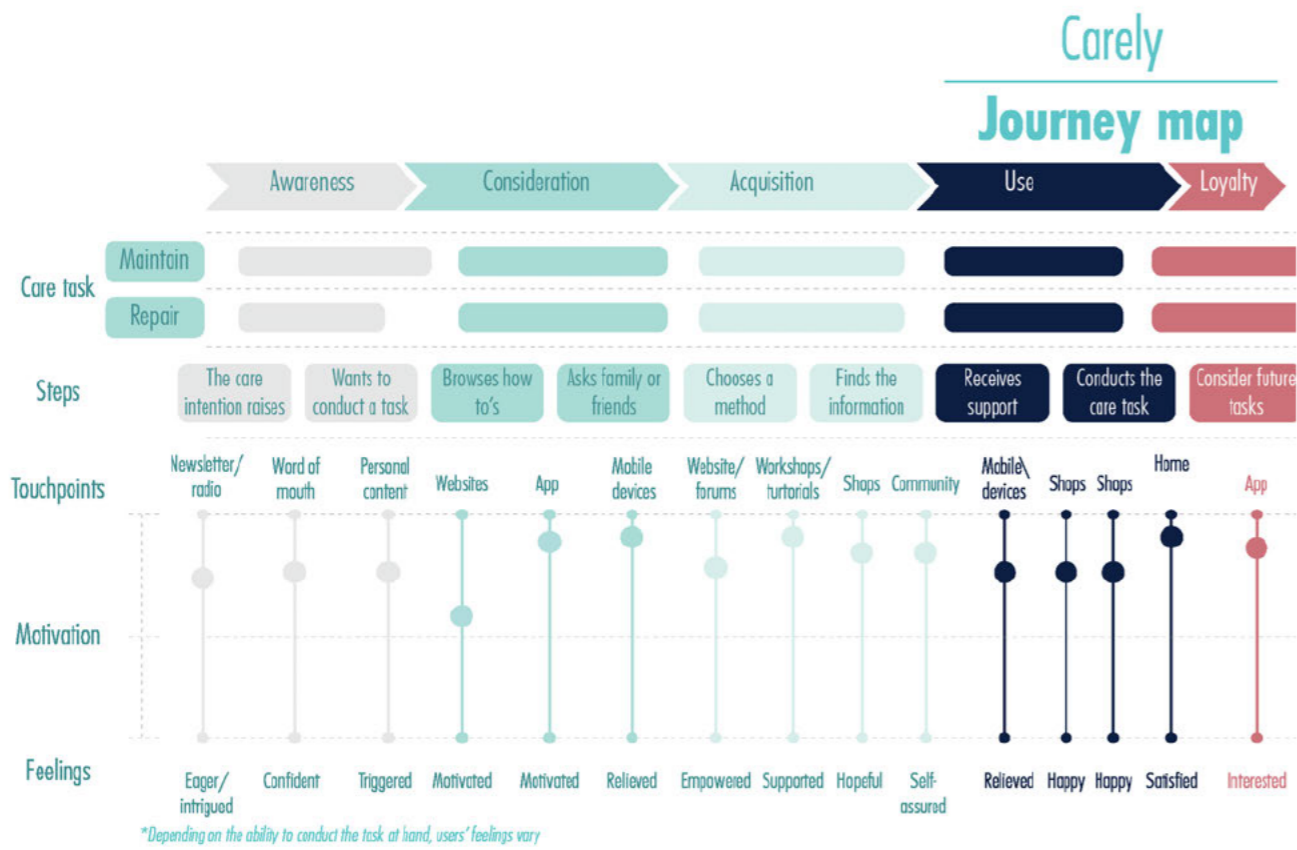 Carely
Journey map
Awareness
Consideration
Acquisition
Use
Loyalty
Care task
Maintain
Repair
Steps
The care
intention raises
Wants to
conduct a task
Browses how
to's
Asks family or
friends
Chooses a
method
Finds the
information
Receives
support
Conducts the
care task
Consider future
tasks
Touchpoints
Newsletter/
radio
Word of
mouth
Personal
content
Websites
App
Mobile
devices
Website/
forums
Workshops/
turtorials
Shops
Community
Mobile\
devices
Shops
Shops
Home
App
Motivation
Feelings
Eager/
intrigued
Confident
Triggered
Motivated
Motivated
Relieved
Empowered
Supported
Hopeful
Self-
assured
Relieved
Happy
Happy
Satisfied
Interested
*Depending on the ability to conduct the task at hand, users' feelings vary